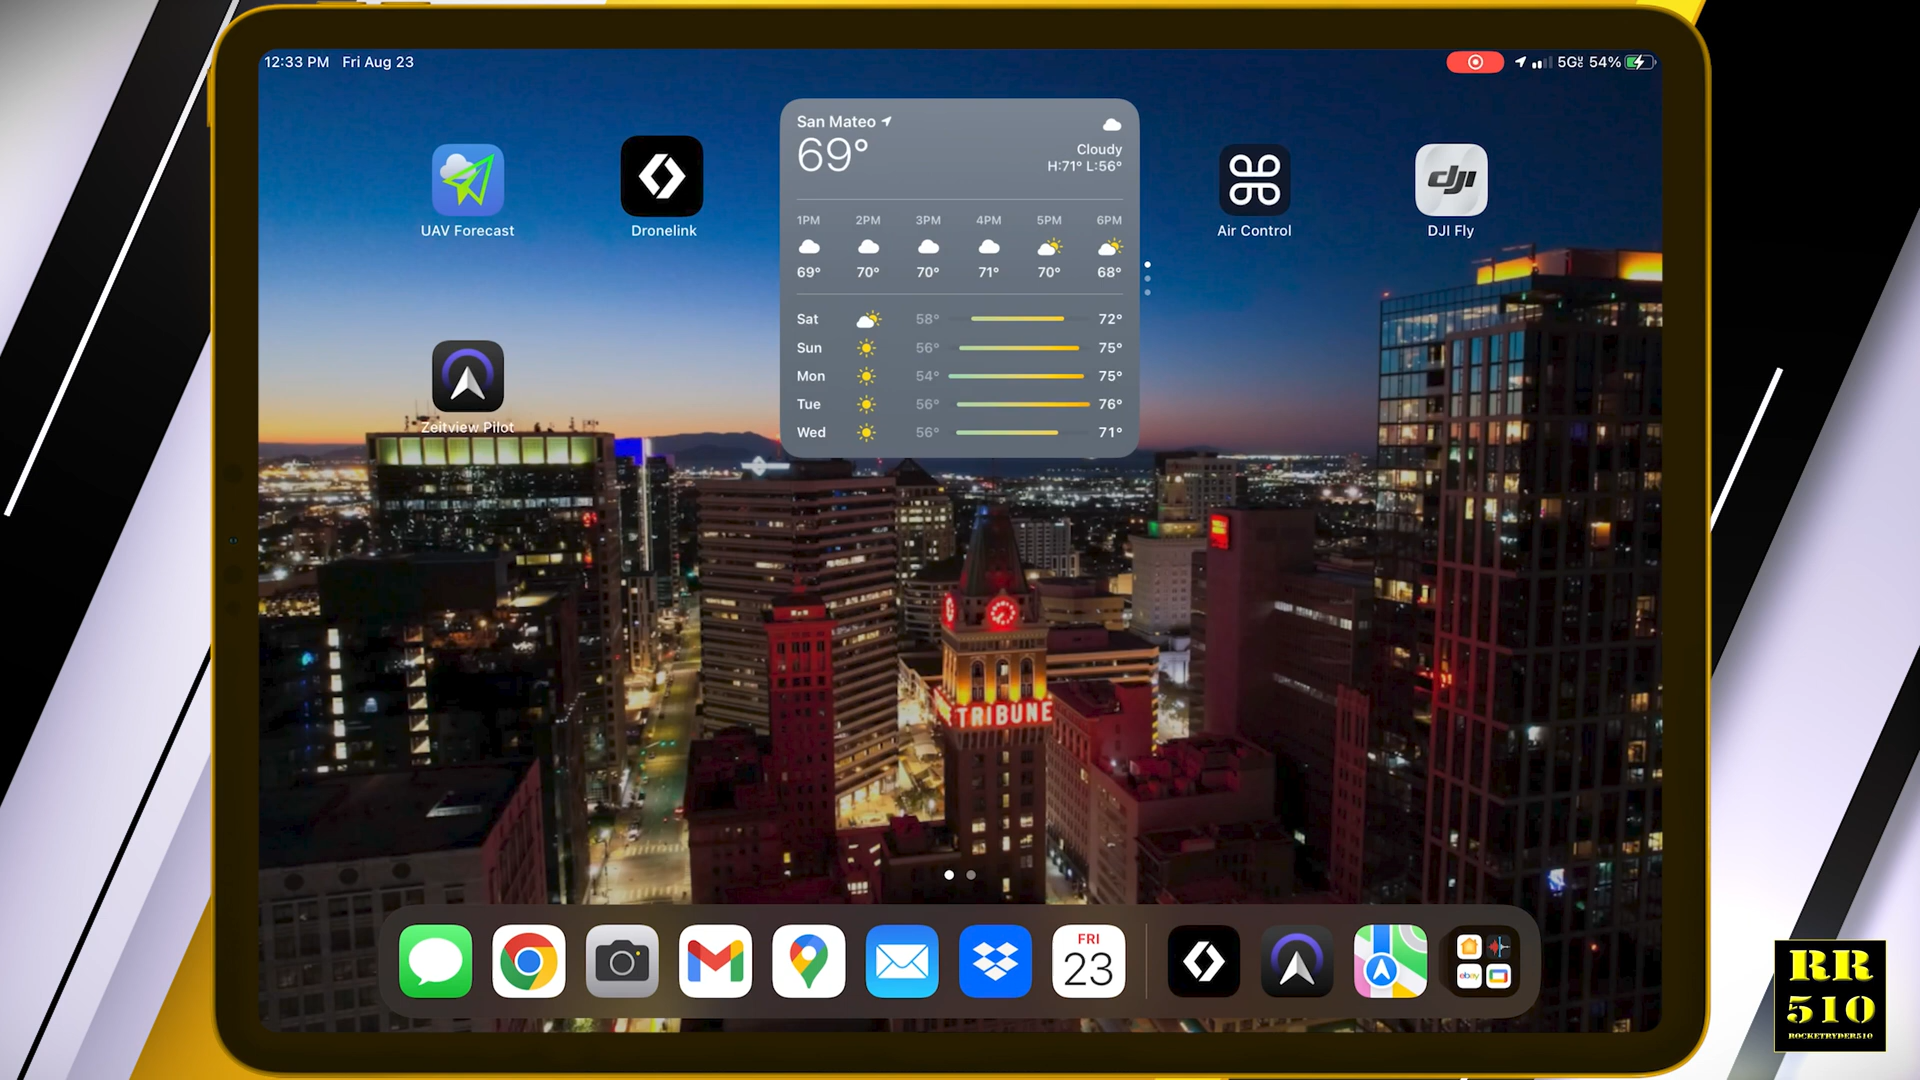 12:33 PM Fri Aug 23
54%
San Mateo
69°
Cloudy
H:71° L:56°
1PM 2PM 3PM 4PM 5PM 6PM
69° 70° 70° 71° 70° 68°
Sat 58° 72°
Sun 56° 75°
Mon 54° 75°
Tue 56° 76°
Wed 56° 71°
UAV Forecast
Dronelink
Air Control
dji
DJI Fly
Zeitview Pilot
TRIBUNE
FRI
23
ebay
RR
510
ROCKETRYDER510